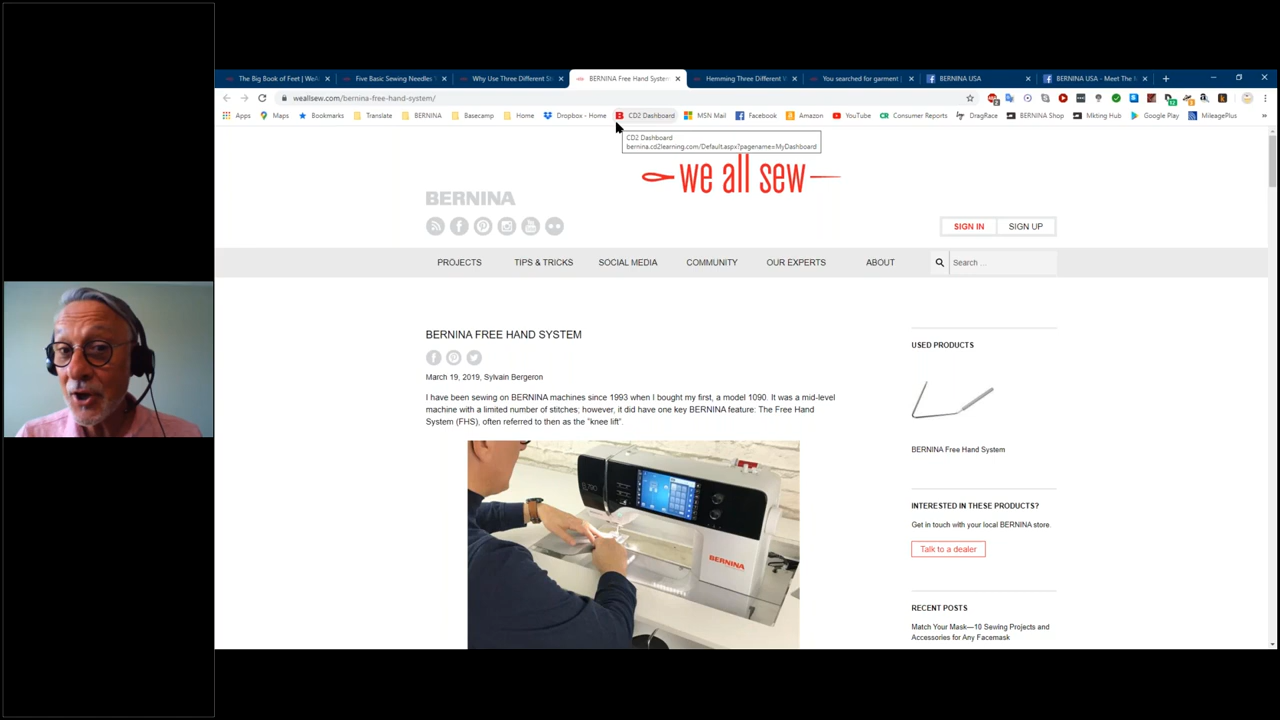 The Big Book of Feet | WeA
Five Basic Sewing Needles
Why Use Three Different St
BERNINA Free Hand System
Hemming Three Different V
You searched for garment
BERNINA USA
BERNINA USA - Meet The M
weallsew.com/bernina-free-hand-system/
Apps Maps Bookmarks Translate BERNINA Basecamp Home Dropbox - Home CD2 Dashboard MSN Mail Facebook Amazon YouTube Consumer Reports DragRace BERNINA Shop Mkting Hub Google Play MileagePlus
CD2 Dashboard
bernina.cd2learning.com/Default.aspx?pagename=MyDashboard
we all sew
BERNINA
SIGN IN SIGN UP
PROJECTS TIPS & TRICKS SOCIAL MEDIA COMMUNITY OUR EXPERTS ABOUT Search ...
BERNINA FREE HAND SYSTEM
March 19, 2019, Sylvain Bergeron
I have been sewing on BERNINA machines since 1993 when I bought my first, a model 1090. It was a mid-level
machine with a limited number of stitches; however, it did have one key BERNINA feature: The Free Hand
System (FHS), often referred to then as the "knee lift".
BERNINA
USED PRODUCTS
BERNINA Free Hand System
INTERESTED IN THESE PRODUCTS?
Get in touch with your local BERNINA store.
Talk to a dealer
RECENT POSTS
Match Your Mask—10 Sewing Projects and
Accessories for Any Facemask